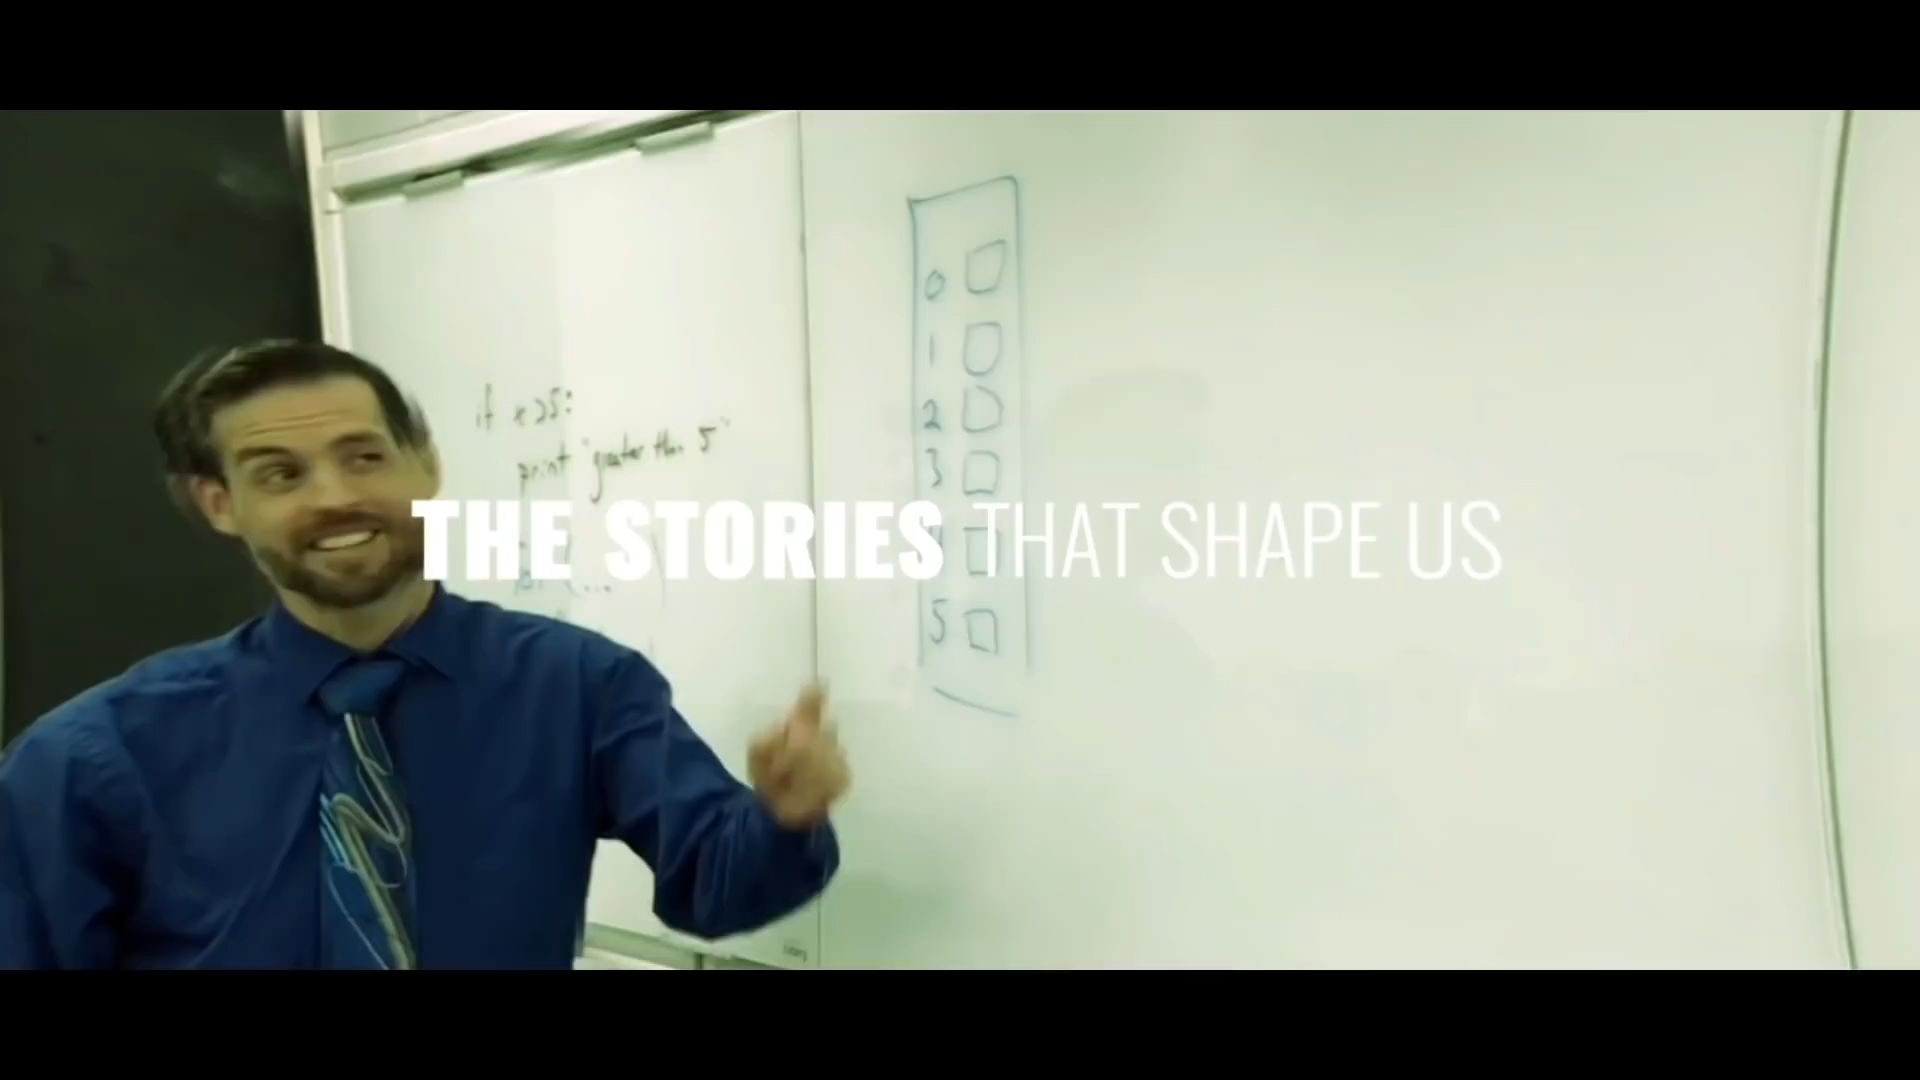 if x>5:
print "greater than 5"
THE STORIES THAT SHAPE US
0
1
2
3
5